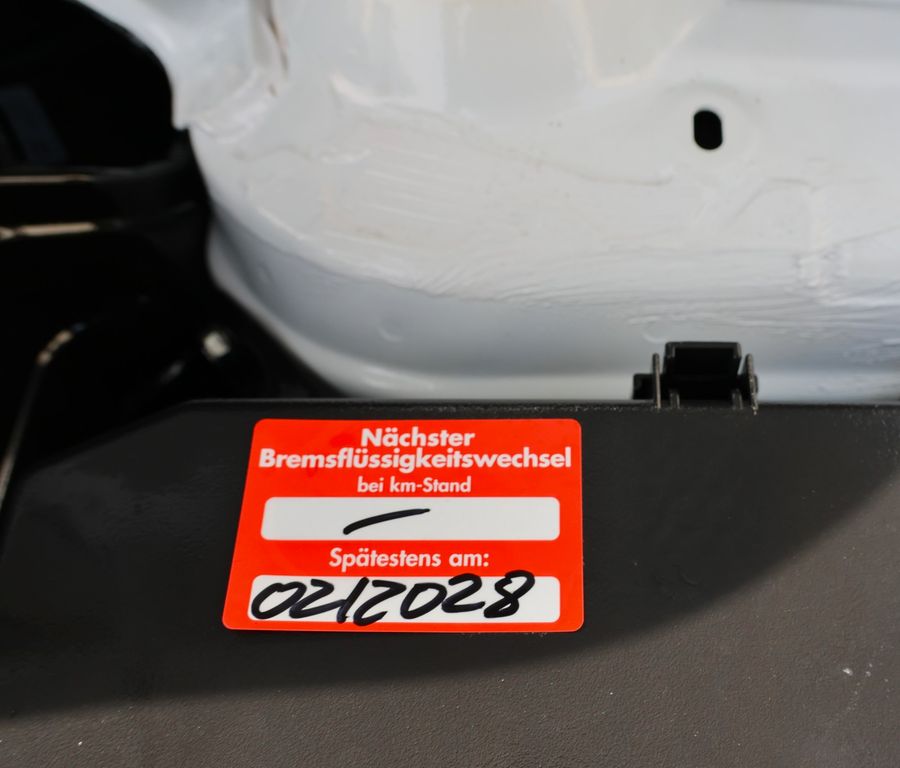 Nächster
Bremsflüssigkeitswechsel
bei km-Stand
—
Spätestens am:
02/2028